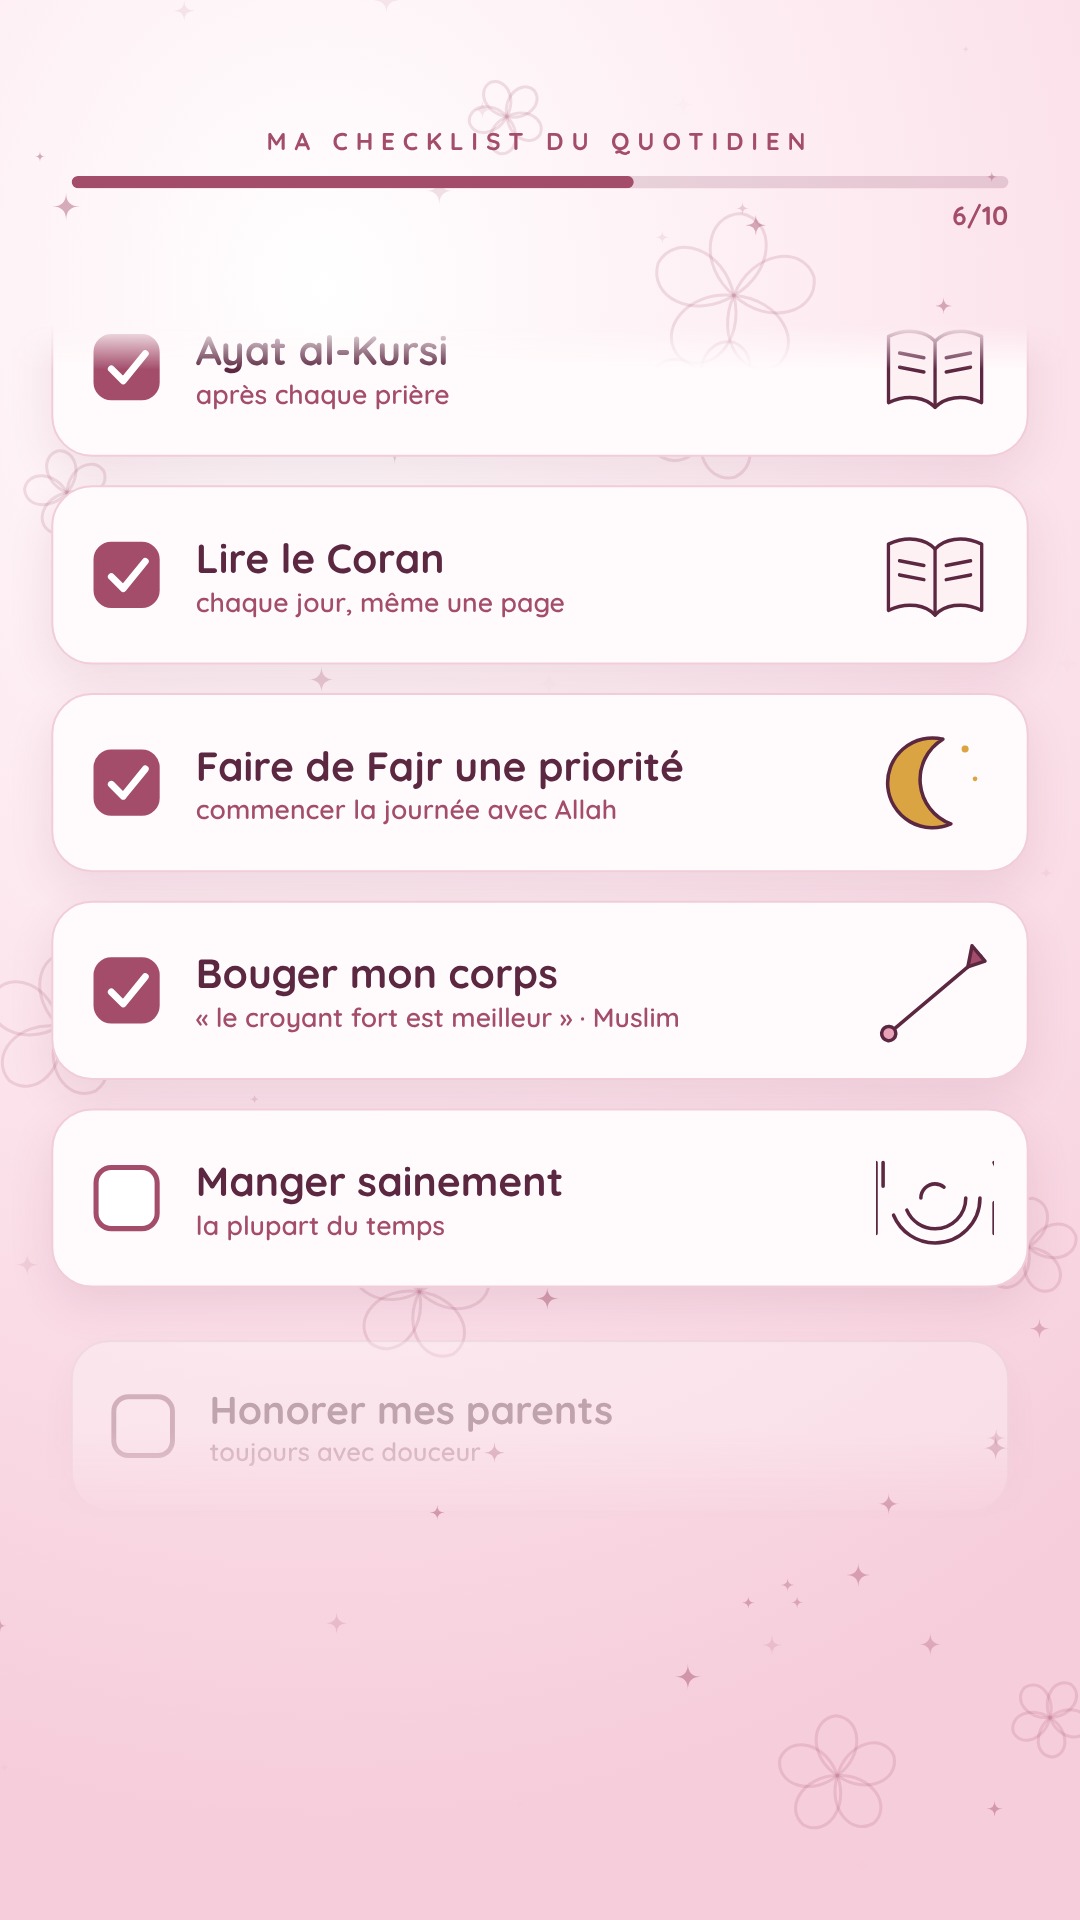 MA CHECKLIST DU QUOTIDIEN
6/10
Ayat al-Kursi
après chaque prière
Lire le Coran
chaque jour, même une page
Faire de Fajr une priorité
commencer la journée avec Allah
Bouger mon corps
« le croyant fort est meilleur » · Muslim
Manger sainement
la plupart du temps
Honorer mes parents
toujours avec douceur